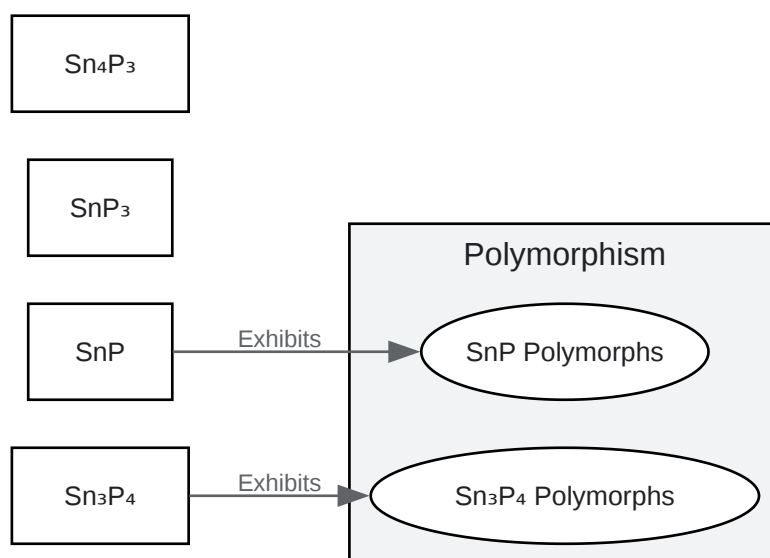 Sn₄P₃
SnP₃
Polymorphism
SnP
Exhibits
SnP Polymorphs
Sn₃P₄
Exhibits
Sn₃P₄ Polymorphs